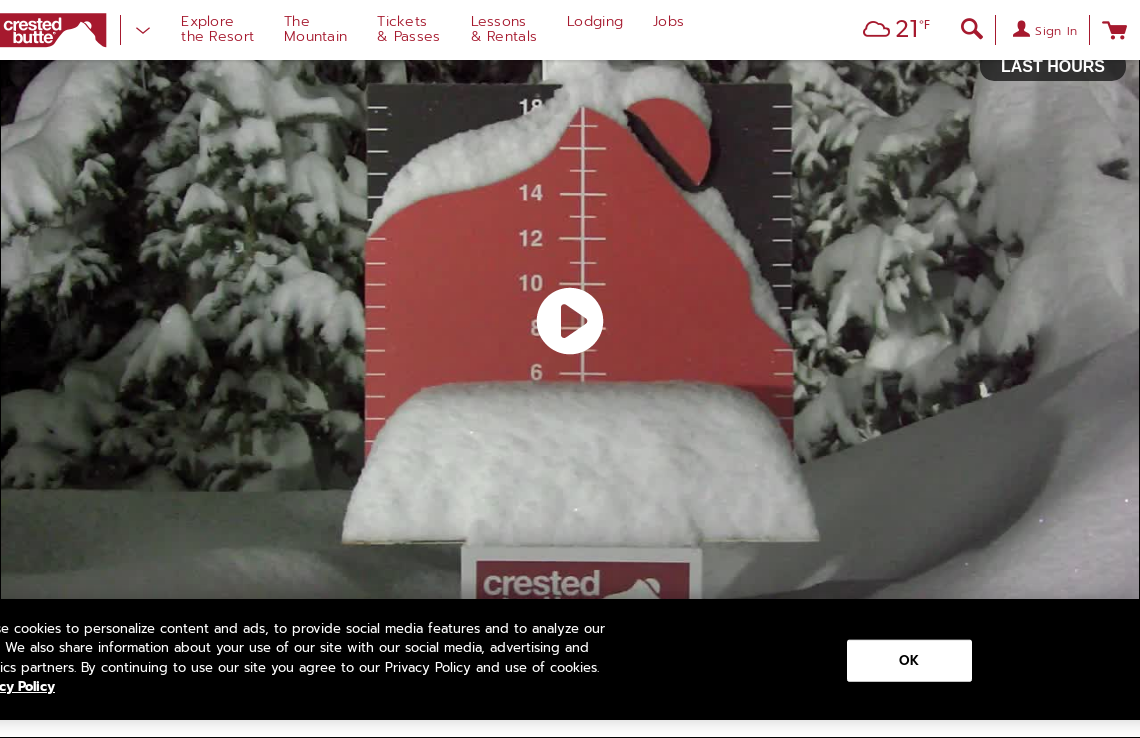 crested
butte
Explore
the Resort
The
Mountain
Tickets
& Passes
Lessons
& Rentals
Lodging
Jobs
21°F
Sign In
LAST HOURS
18
14
12
10
8
6
crested
cookies to personalize content and ads, to provide social media features and to analyze our
We also share information about your use of our site with our social media, advertising and
partners. By continuing to use our site you agree to our Privacy Policy and use of cookies.
Policy
OK